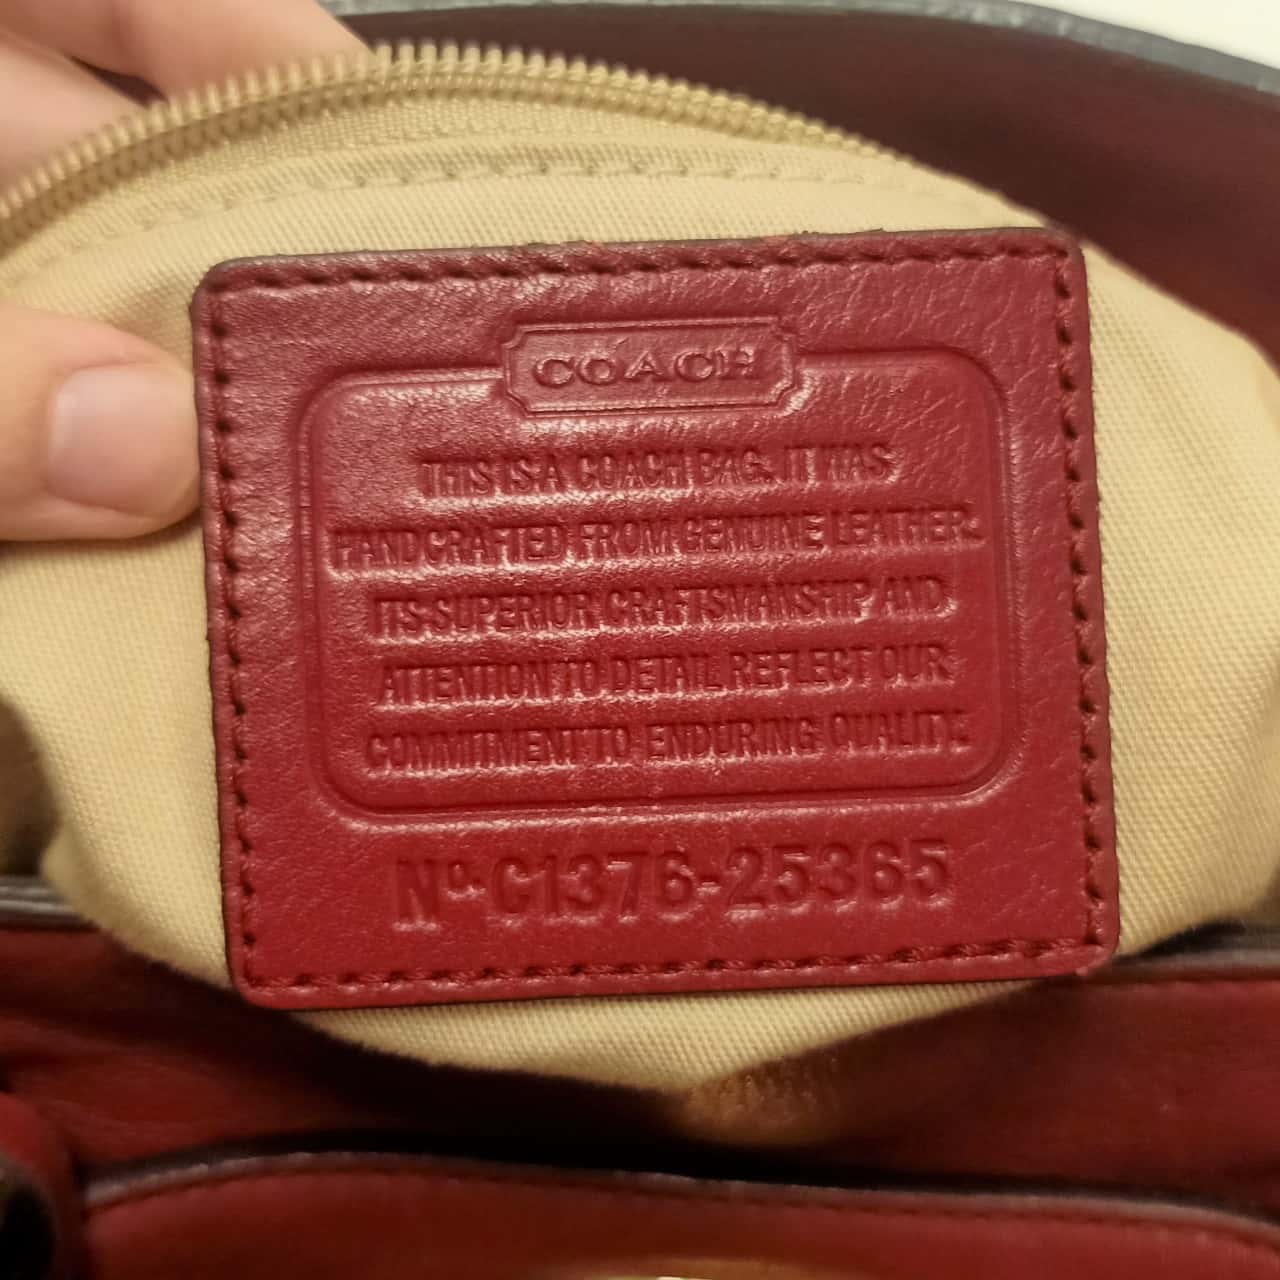 COACH
THIS IS A COACH BAG. IT WAS
HANDCRAFTED FROM GENUINE LEATHER.
ITS SUPERIOR CRAFTSMANSHIP AND
ATTENTION TO DETAIL REFLECT OUR
COMMITMENT TO ENDURING QUALITY.
Nº C1376-25365